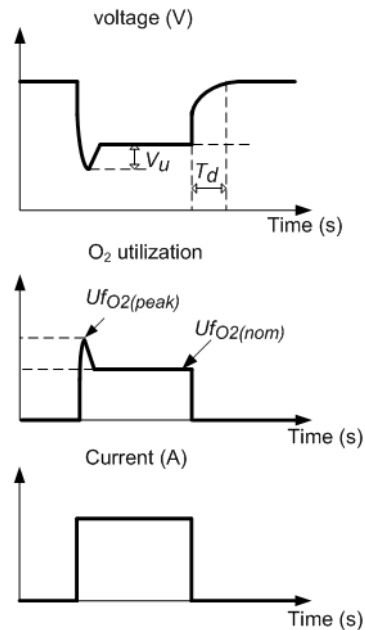 voltage (V)
Vu
Td
Time (s)
O₂ utilization
UfO2(peak)
UfO2(nom)
Time (s)
Current (A)
Time (s)